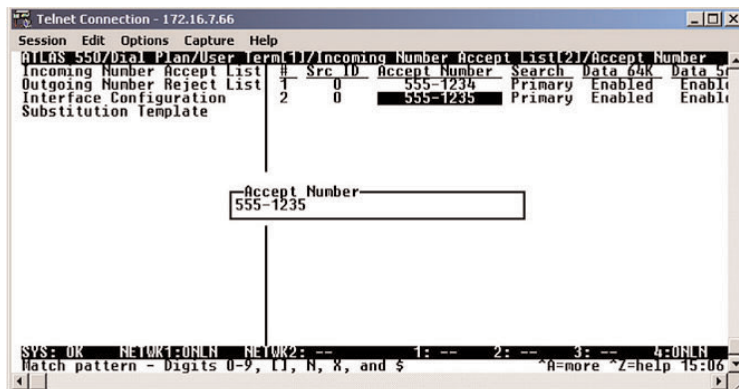 Telnet Connection - 172.16.7.66
Session Edit Options Capture Help
ATLAS 550/Dial Plan/User Term[1]/Incoming Number Accept List[2]/Accept Number
Incoming Number Accept List # Src ID Accept Number Search Data 64K Data 5
Outgoing Number Reject List 1 0 555-1234 Primary Enabled Enabl
Interface Configuration 2 0 555-1235 Primary Enabled Enabl
Substitution Template
Accept Number
555-1235
SYS: OK NETWK1:ONLN NETWK2: -- 1: -- 2: -- 3: -- 4:ONLN
Match pattern - Digits 0-9, [], N, X, and $ ^A=more ^Z=help 15:06